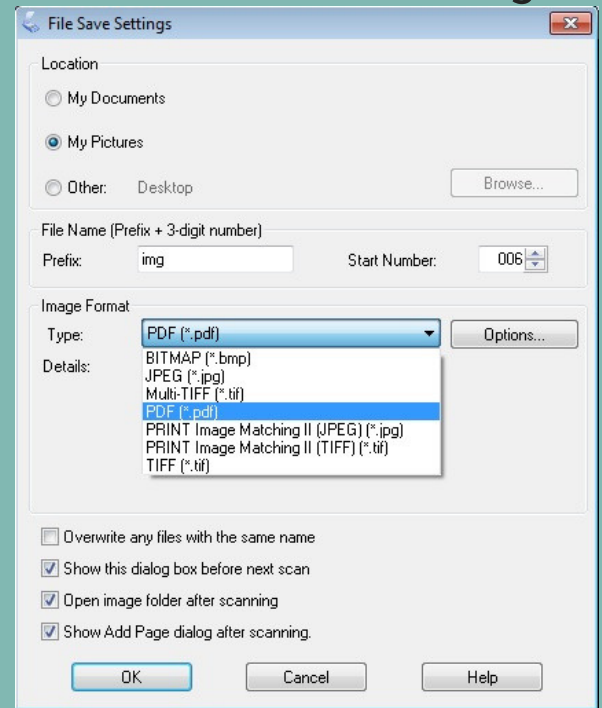 File Save Settings
Location
My Documents
My Pictures
Other: Desktop Browse...
File Name (Prefix + 3-digit number)
Prefix: img Start Number: 006
Image Format
Type: PDF (*.pdf) Options...
Details:
BITMAP (*.bmp)
JPEG (*.jpg)
Multi-TIFF (*.tif)
PDF (*.pdf)
PRINT Image Matching II (JPEG) (*.jpg)
PRINT Image Matching II (TIFF) (*.tif)
TIFF (*.tif)
Overwrite any files with the same name
Show this dialog box before next scan
Open image folder after scanning
Show Add Page dialog after scanning.
OK Cancel Help